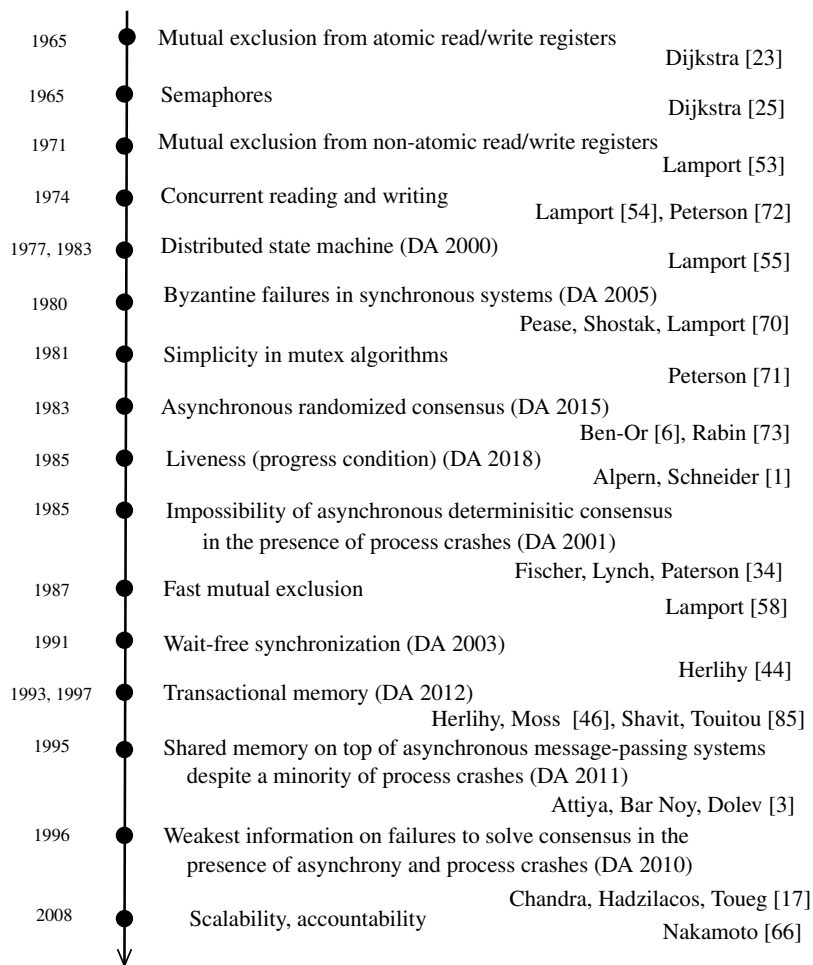 1965 Mutual exclusion from atomic read/write registers
Dijkstra [23]
1965 Semaphores
Dijkstra [25]
1971 Mutual exclusion from non-atomic read/write registers
Lamport [53]
1974 Concurrent reading and writing
Lamport [54], Peterson [72]
1977, 1983 Distributed state machine (DA 2000)
Lamport [55]
1980 Byzantine failures in synchronous systems (DA 2005)
Pease, Shostak, Lamport [70]
1981 Simplicity in mutex algorithms
Peterson [71]
1983 Asynchronous randomized consensus (DA 2015)
Ben-Or [6], Rabin [73]
1985 Liveness (progress condition) (DA 2018)
Alpern, Schneider [1]
1985 Impossibility of asynchronous determinisitic consensus
in the presence of process crashes (DA 2001)
Fischer, Lynch, Paterson [34]
1987 Fast mutual exclusion
Lamport [58]
1991 Wait-free synchronization (DA 2003)
Herlihy [44]
1993, 1997 Transactional memory (DA 2012)
Herlihy, Moss [46], Shavit, Touitou [85]
1995 Shared memory on top of asynchronous message-passing systems
despite a minority of process crashes (DA 2011)
Attiya, Bar Noy, Dolev [3]
1996 Weakest information on failures to solve consensus in the
presence of asynchrony and process crashes (DA 2010)
Chandra, Hadzilacos, Toueg [17]
2008 Scalability, accountability
Nakamoto [66]